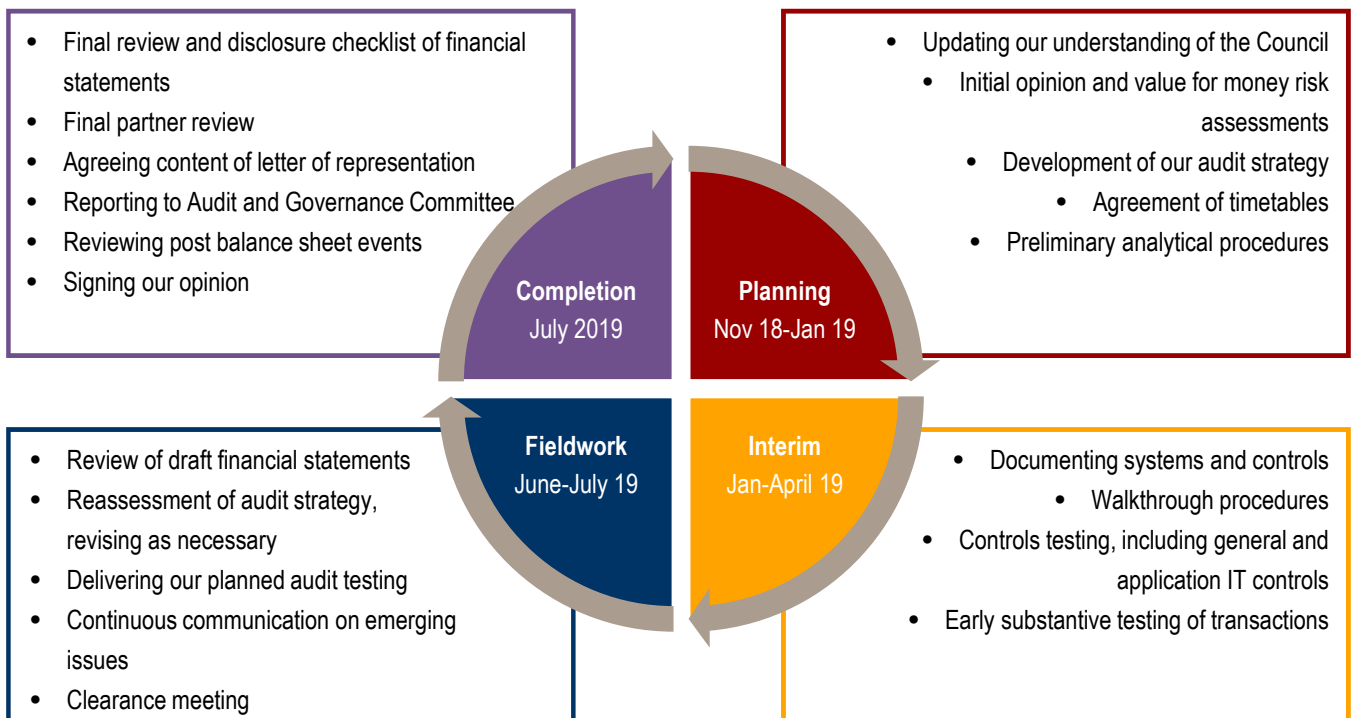 • Final review and disclosure checklist of financial
statements
• Final partner review
• Agreeing content of letter of representation
• Reporting to Audit and Governance Committee
• Reviewing post balance sheet events
• Signing our opinion
• Updating our understanding of the Council
• Initial opinion and value for money risk
assessments
• Development of our audit strategy
• Agreement of timetables
• Preliminary analytical procedures
Completion
July 2019
Planning
Nov 18-Jan 19
Fieldwork
June-July 19
Interim
Jan-April 19
• Review of draft financial statements
• Reassessment of audit strategy,
revising as necessary
• Delivering our planned audit testing
• Continuous communication on emerging
issues
• Clearance meeting
• Documenting systems and controls
• Walkthrough procedures
• Controls testing, including general and
application IT controls
• Early substantive testing of transactions